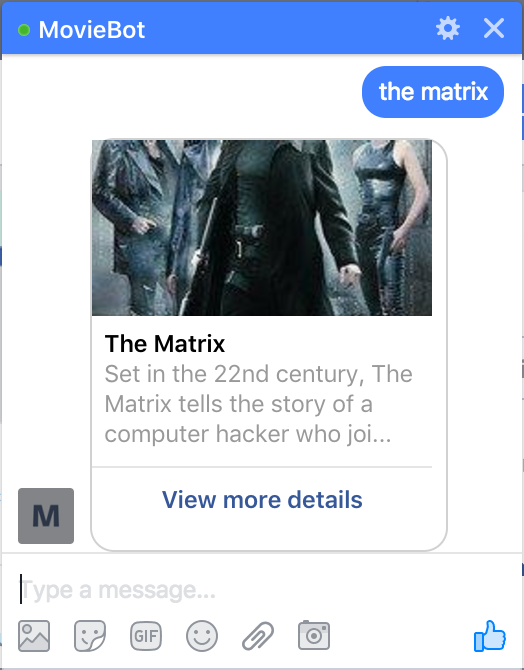 MovieBot
the matrix
The Matrix
Set in the 22nd century, The
Matrix tells the story of a
computer hacker who joi...
View more details
M
Type a message...
GIF